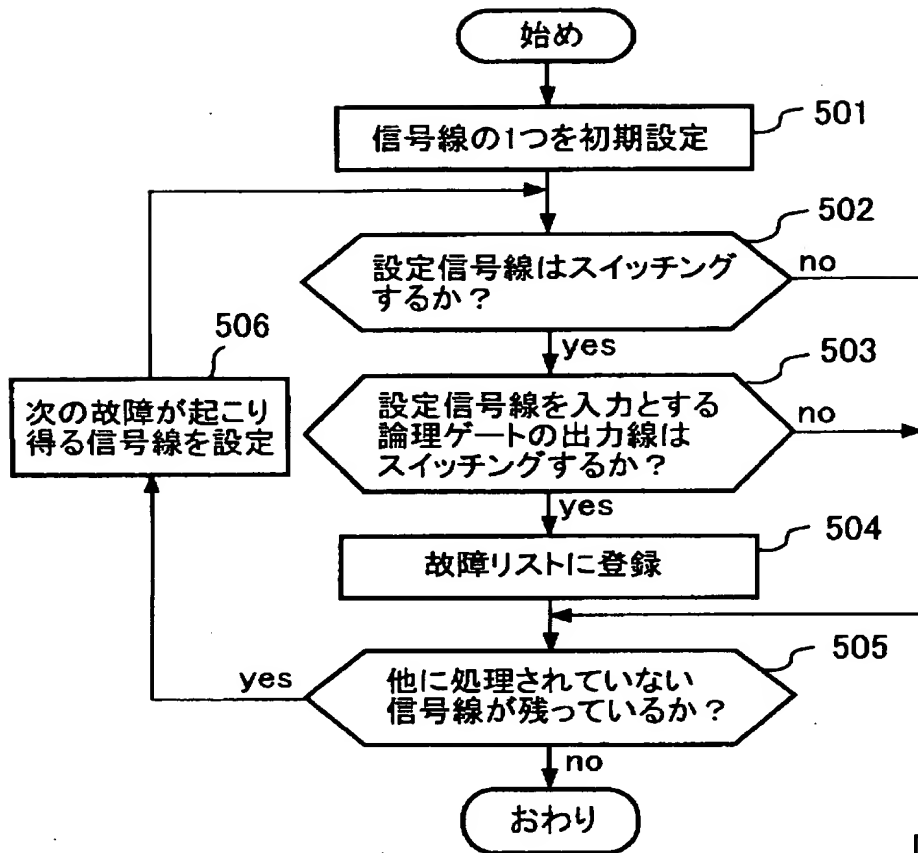 始め
信号線の1つを初期設定
501
502
設定信号線はスイッチング
するか?
no
yes
506
503
次の故障が起こり
得る信号線を設定
設定信号線を入力とする
論理ゲートの出力線は
スイッチングするか?
no
yes
504
故障リストに登録
505
yes
他に処理されていない
信号線が残っているか?
no
おわり